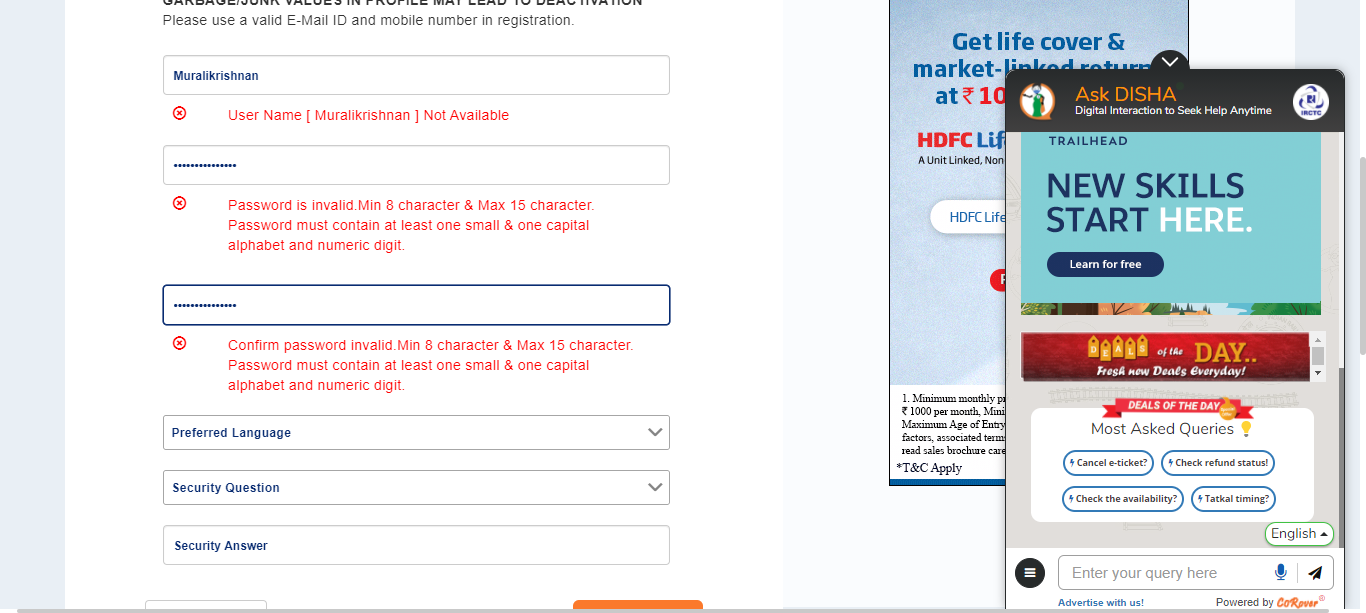 GARBAGE/JUNK VALUES IN PROFILE MAY LEAD TO DEACTIVATION
Please use a valid E-Mail ID and mobile number in registration.
Muralikrishnan
User Name [ Muralikrishnan ] Not Available
•••••••••••••••
Password is invalid.Min 8 character & Max 15 character.
Password must contain at least one small & one capital
alphabet and numeric digit.
•••••••••••••••
Confirm password invalid.Min 8 character & Max 15 character.
Password must contain at least one small & one capital
alphabet and numeric digit.
Preferred Language
Security Question
Security Answer
Get life cover &
market-linked return
at ₹ 10
HDFC Life
A Unit Linked, Non
HDFC Life
1. Minimum monthly pr
₹ 1000 per month, Mini
Maximum Age of Entry
factors, associated terms
read sales brochure care
*T&C Apply
Ask DISHA
Digital Interaction to Seek Help Anytime
IRCTC
TRAILHEAD
NEW SKILLS
START HERE.
Learn for free
DEALS of the DAY..
Fresh new Deals Everyday!
DEALS OF THE DAY
Most Asked Queries
Cancel e-ticket?
Check refund status!
Check the availability?
Tatkal timing?
English
Enter your query here
Advertise with us!
Powered by CoRover®